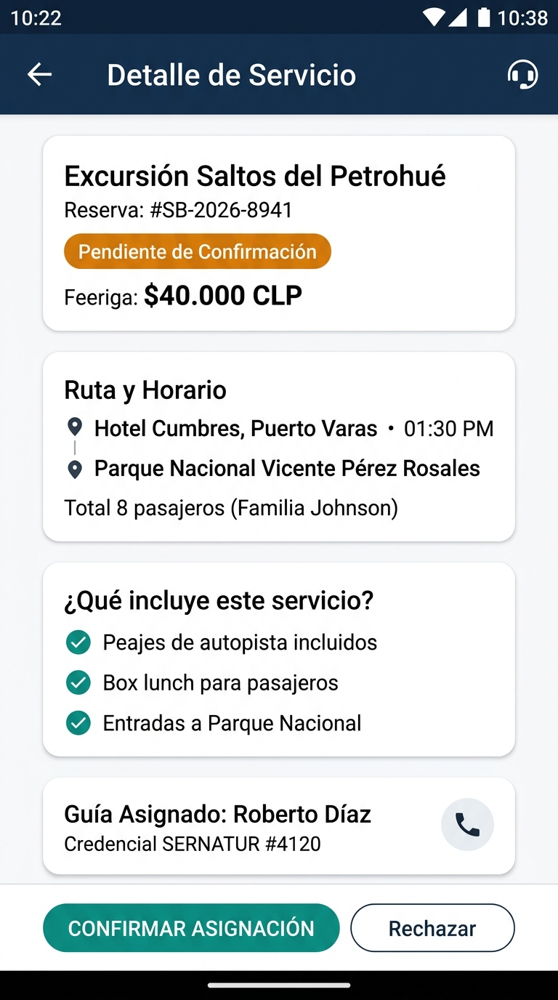 10:22 10:38
Detalle de Servicio
Excursión Saltos del Petrohué
Reserva: #SB-2026-8941
Pendiente de Confirmación
Feeriga: $40.000 CLP
Ruta y Horario
Hotel Cumbres, Puerto Varas • 01:30 PM
Parque Nacional Vicente Pérez Rosales
Total 8 pasajeros (Familia Johnson)
¿Qué incluye este servicio?
Peajes de autopista incluidos
Box lunch para pasajeros
Entradas a Parque Nacional
Guía Asignado: Roberto Díaz
Credencial SERNATUR #4120
CONFIRMAR ASIGNACIÓN Rechazar